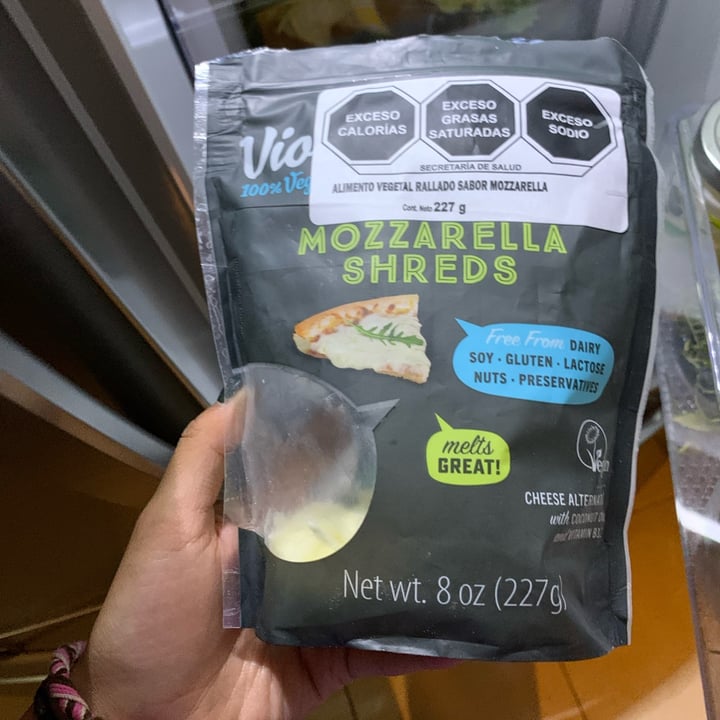 EXCESO
CALORÍAS
EXCESO
GRASAS
SATURADAS
EXCESO
SODIO
SECRETARÍA DE SALUD
ALIMENTO VEGETAL RALLADO SABOR MOZZARELLA
Cont. Neto 227 g
Vio
100% Veg
MOZZARELLA
SHREDS
Free From DAIRY
SOY · GLUTEN · LACTOSE
NUTS · PRESERVATIVES
melts
GREAT!
CHEESE ALTERNAT
with COCONUT O
and VITAMIN B12
Net wt. 8 oz (227g)